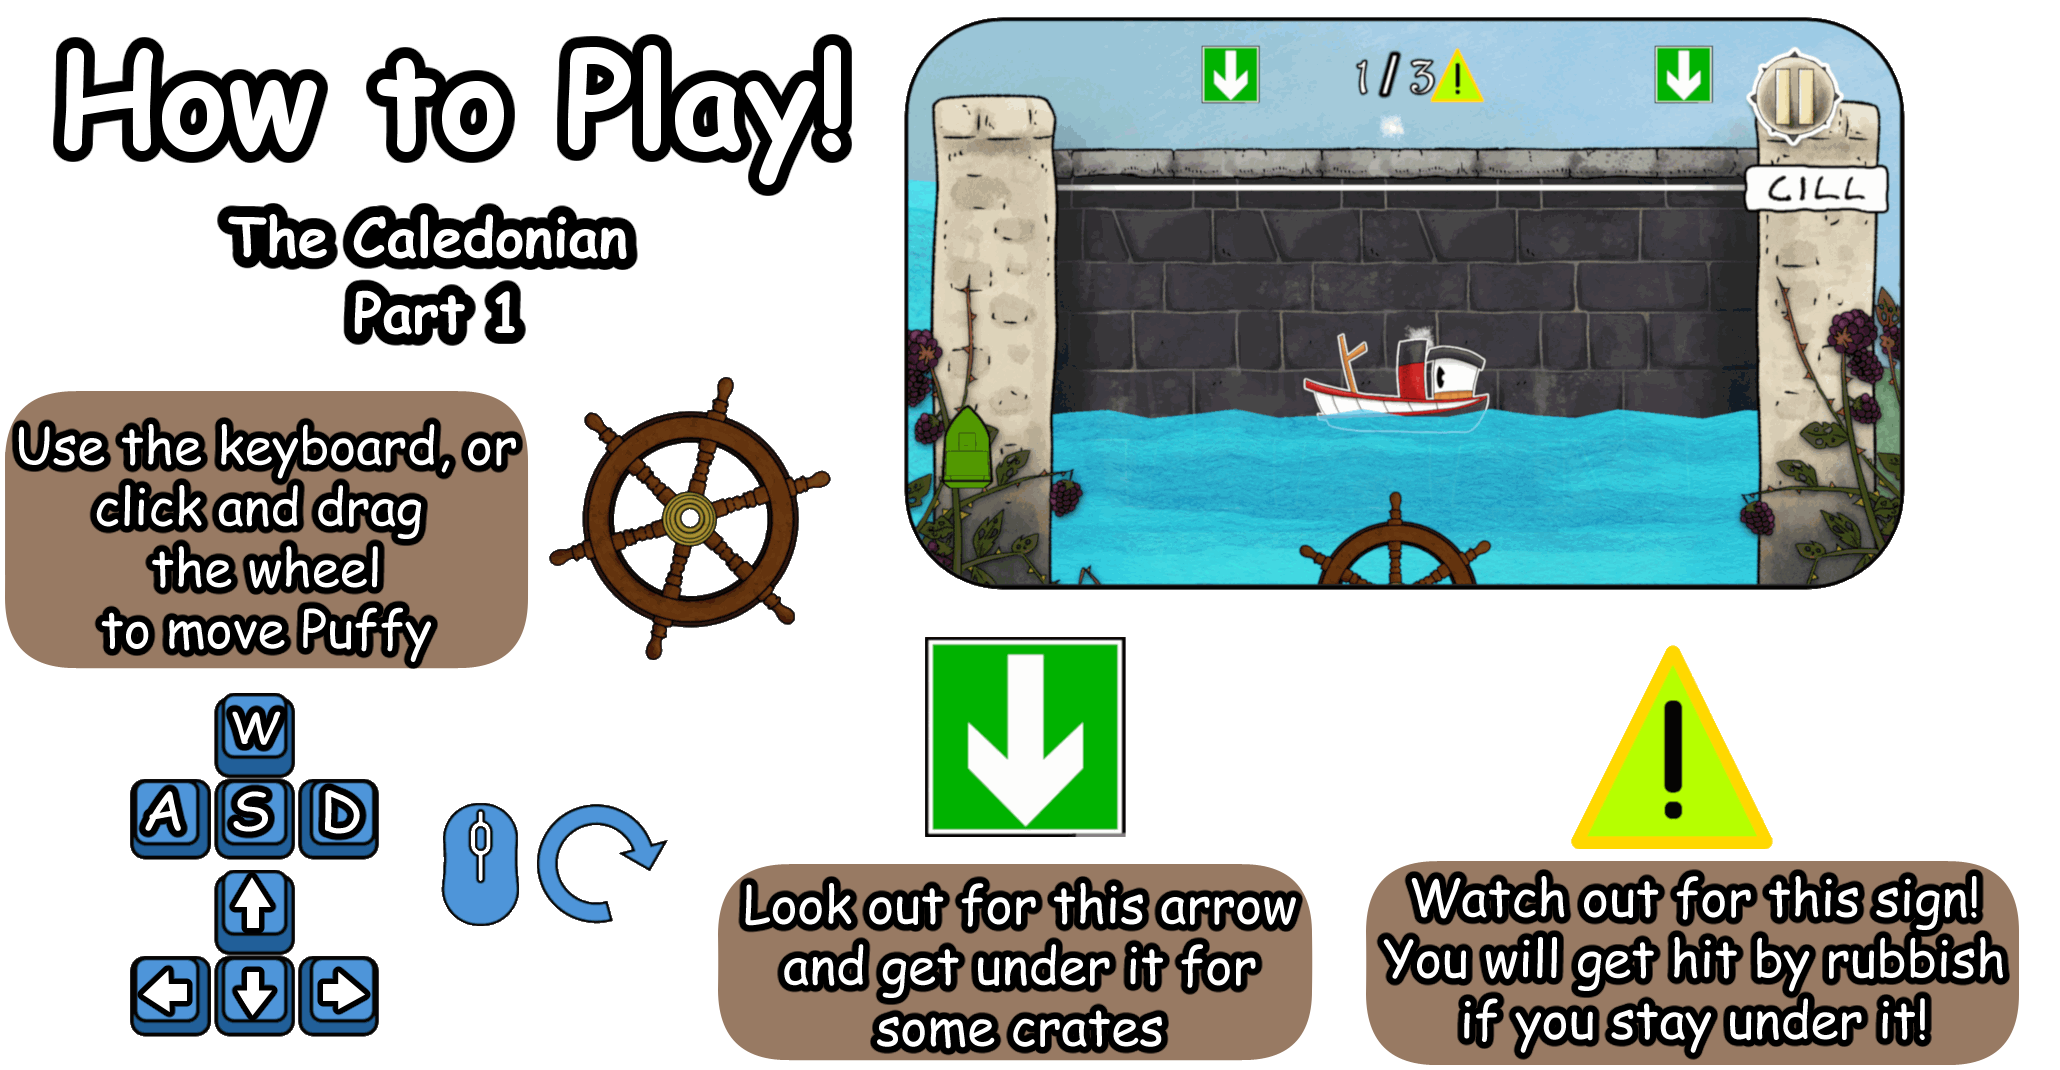 How to Play!
The Caledonian
Part 1
Use the keyboard, or
click and drag
the wheel
to move Puffy
W
A S D
1/3
!
CILL
!
Look out for this arrow
and get under it for
some crates
Watch out for this sign!
You will get hit by rubbish
if you stay under it!